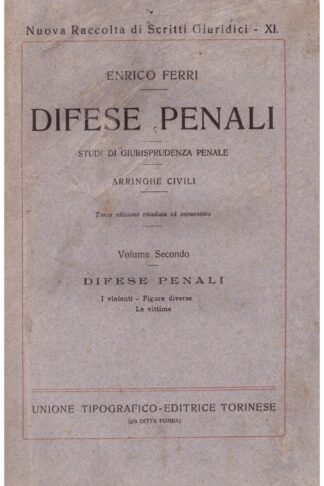 Nuova Raccolta di Scritti Giuridici - XI.
ENRICO FERRI
DIFESE PENALI
STUDI DI GIURISPRUDENZA PENALE
ARRINGHE CIVILI
Terza edizione riveduta ed aumentata
Volume Secondo
DIFESE PENALI
I violenti - Figure diverse
Le vittime
UNIONE TIPOGRAFICO-EDITRICE TORINESE
(già DITTA POMBA)